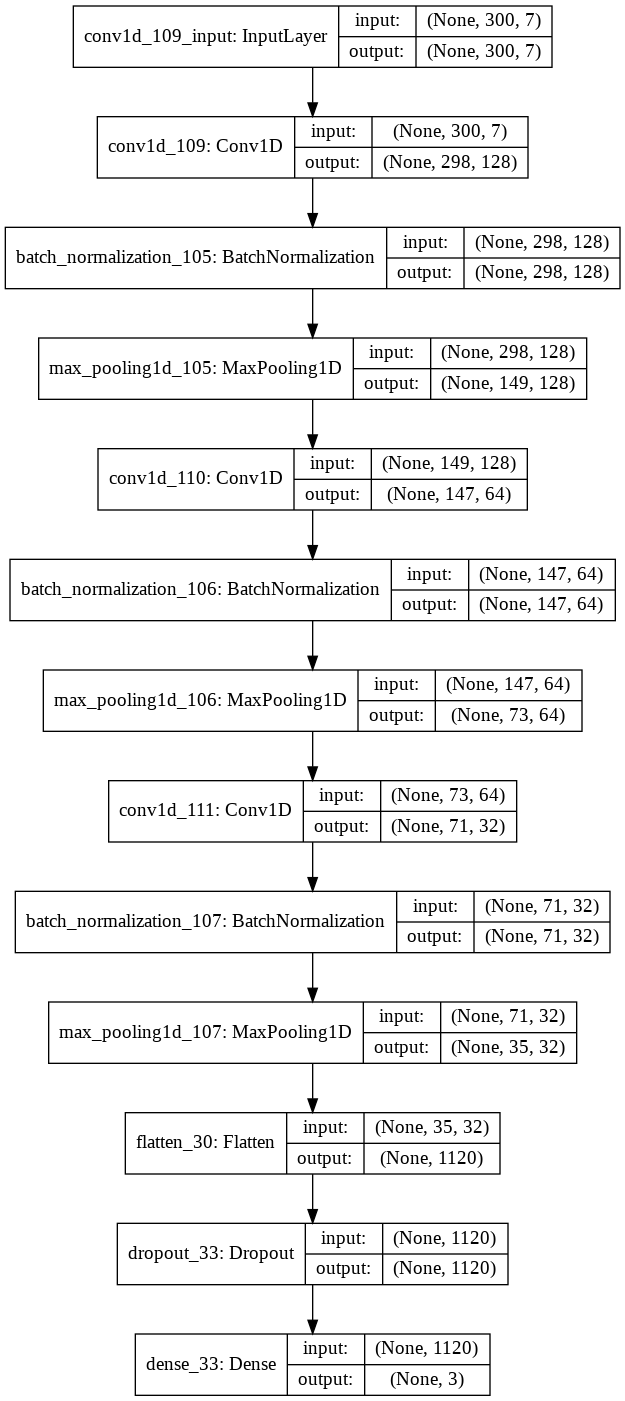 conv1d_109_input: InputLayer
input: (None, 300, 7)
output: (None, 300, 7)
conv1d_109: Conv1D
input: (None, 300, 7)
output: (None, 298, 128)
batch_normalization_105: BatchNormalization
input: (None, 298, 128)
output: (None, 298, 128)
max_pooling1d_105: MaxPooling1D
input: (None, 298, 128)
output: (None, 149, 128)
conv1d_110: Conv1D
input: (None, 149, 128)
output: (None, 147, 64)
batch_normalization_106: BatchNormalization
input: (None, 147, 64)
output: (None, 147, 64)
max_pooling1d_106: MaxPooling1D
input: (None, 147, 64)
output: (None, 73, 64)
conv1d_111: Conv1D
input: (None, 73, 64)
output: (None, 71, 32)
batch_normalization_107: BatchNormalization
input: (None, 71, 32)
output: (None, 71, 32)
max_pooling1d_107: MaxPooling1D
input: (None, 71, 32)
output: (None, 35, 32)
flatten_30: Flatten
input: (None, 35, 32)
output: (None, 1120)
dropout_33: Dropout
input: (None, 1120)
output: (None, 1120)
dense_33: Dense
input: (None, 1120)
output: (None, 3)